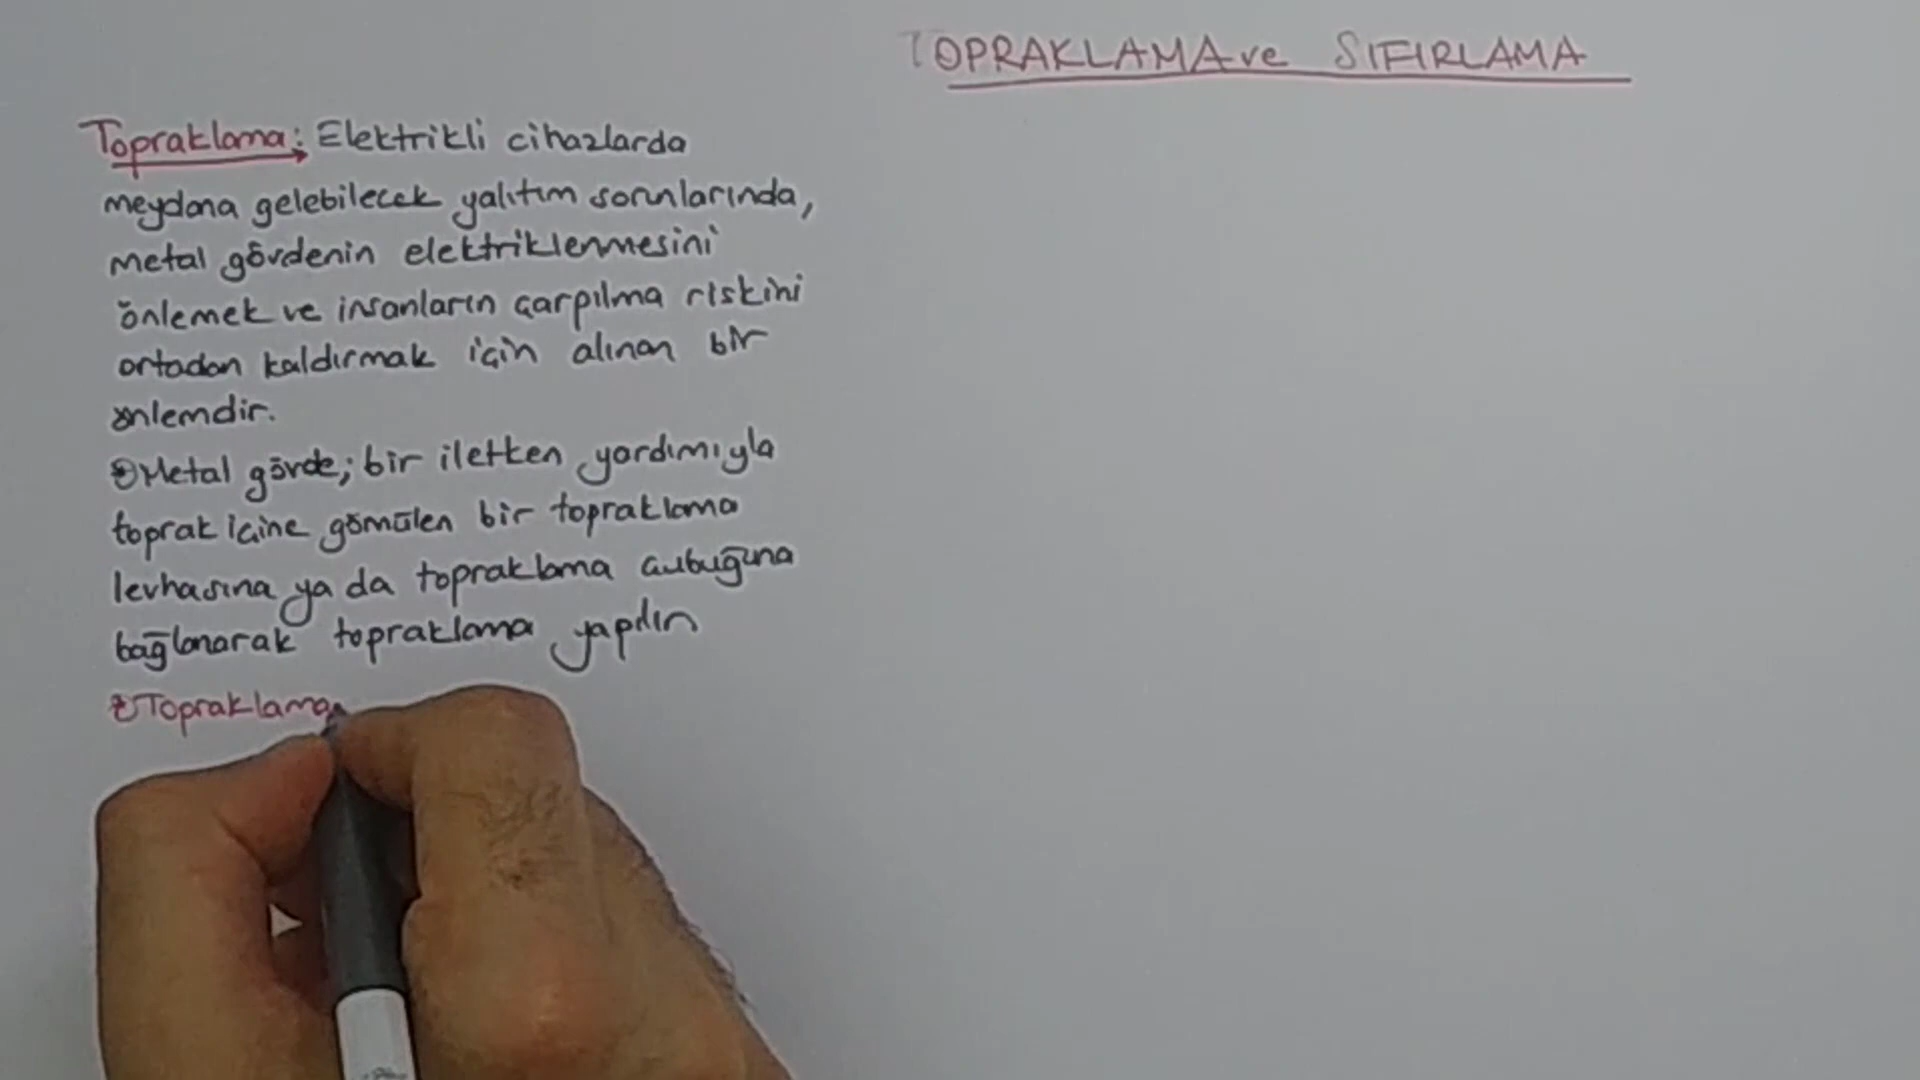 TOPRAKLAMA ve SIFIRLAMA
Topraklama: Elektrikli cihazlarda
meydana gelebilecek yalıtım sorunlarında,
metal gövdenin elektriklenmesini
önlemek ve insanların çarpılma riskini
ortadan kaldırmak için alınan bir
önlemdir.
Metal gövde; bir iletken yardımıyla
toprak içine gömülen bir topraklama
levhasına ya da topraklama çubuğuna
bağlanarak topraklama yapılır
Topraklama